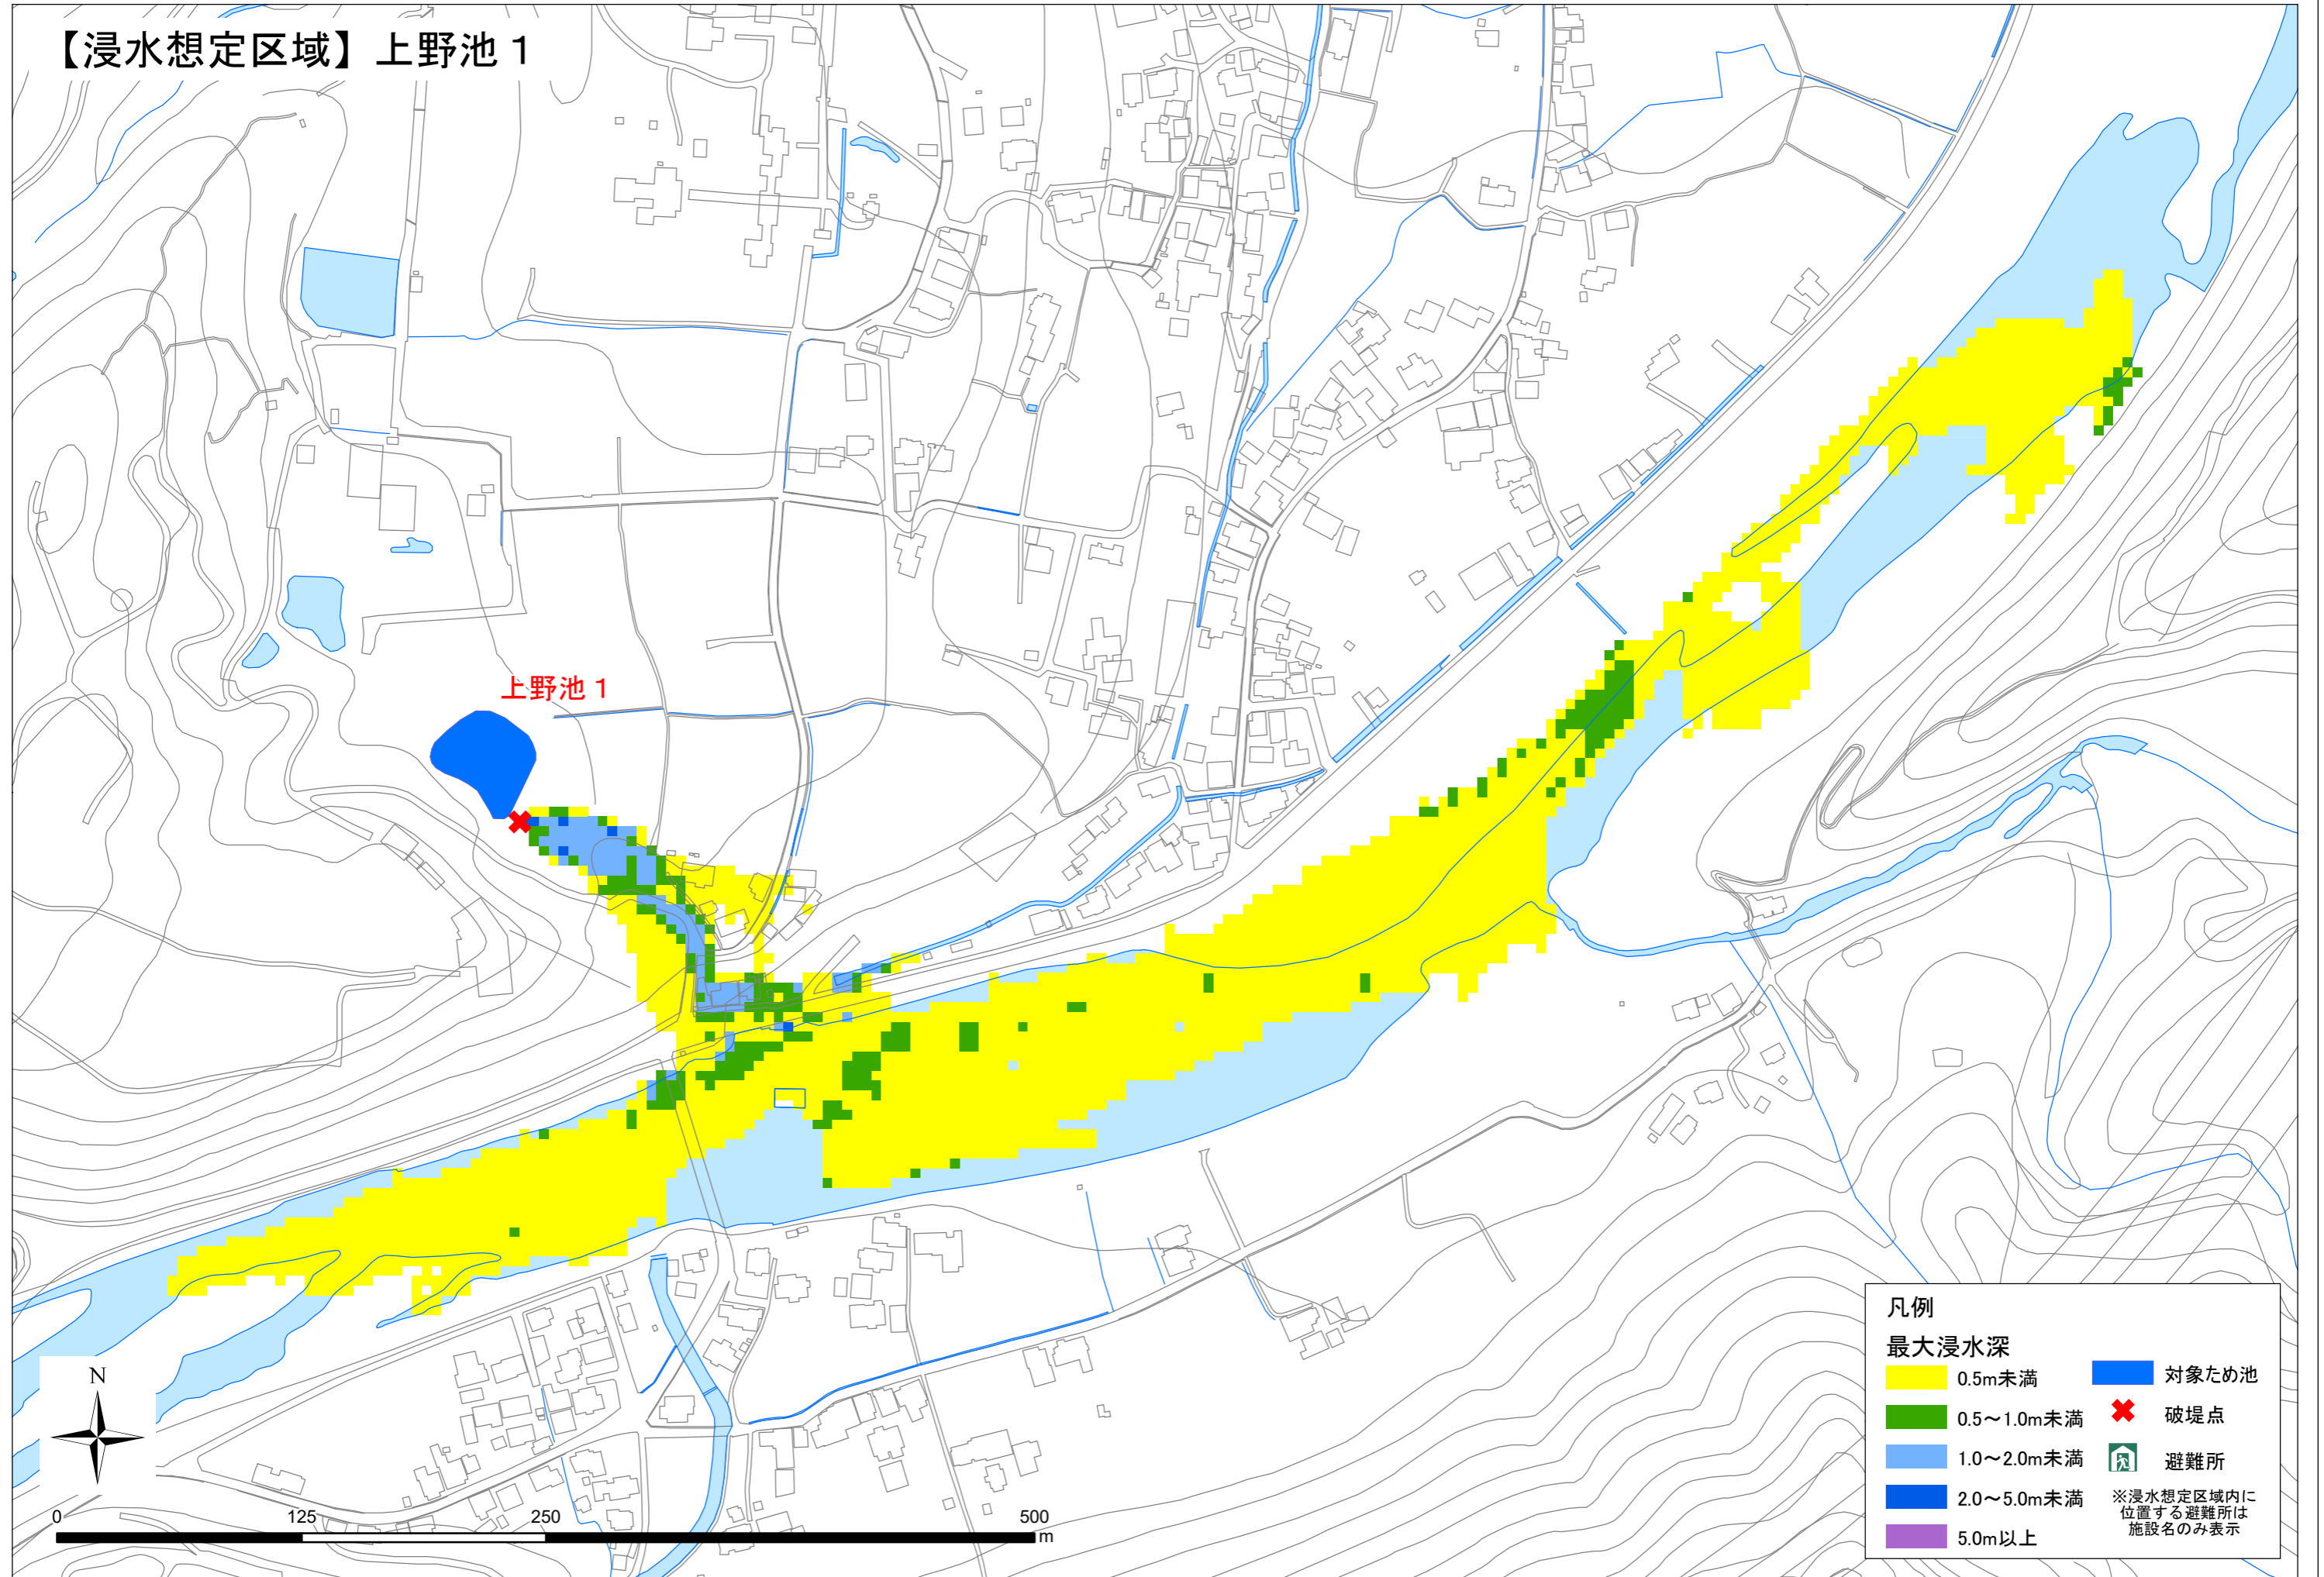 【浸水想定区域】上野池１
上野池１
N
0 125 250 500
m
凡例
最大浸水深
0.5m未満
0.5～1.0m未満
1.0～2.0m未満
2.0～5.0m未満
5.0m以上
対象ため池
破堤点
避難所
※浸水想定区域内に
位置する避難所は
施設名のみ表示